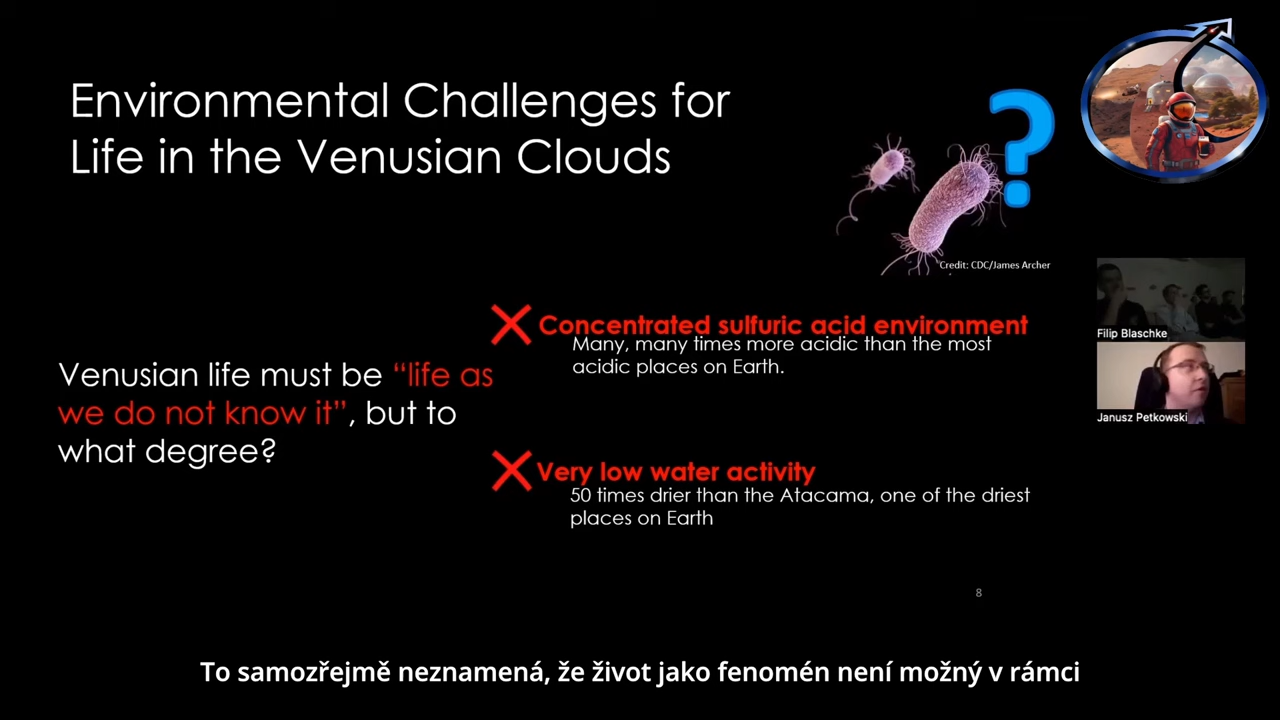 Environmental Challenges for
Life in the Venusian Clouds
Credit: CDC/James Archer
Venusian life must be “life as
we do not know it”, but to
what degree?
Concentrated sulfuric acid environment
Many, many times more acidic than the most
acidic places on Earth.
Very low water activity
50 times drier than the Atacama, one of the driest
places on Earth
Filip Blaschke
Janusz Petkowski
8
To samozřejmě neznamená, že život jako fenomén není možný v rámci